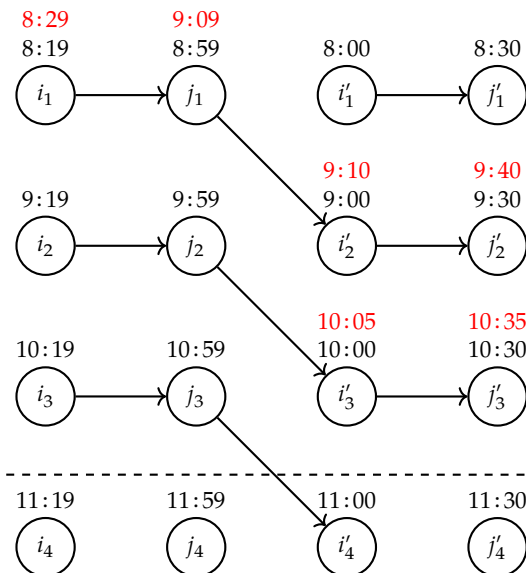 8:29 9:09
8:19 8:59 8:00 8:30
i₁ j₁ i′₁ j′₁
9:10 9:40
9:19 9:59 9:00 9:30
i₂ j₂ i′₂ j′₂
10:05 10:35
10:19 10:59 10:00 10:30
i₃ j₃ i′₃ j′₃
11:19 11:59 11:00 11:30
i₄ j₄ i′₄ j′₄